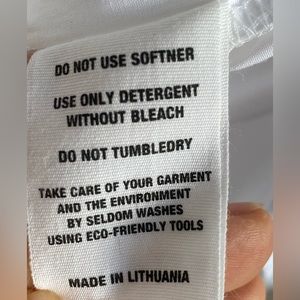 DO NOT USE SOFTNER
USE ONLY DETERGENT
WITHOUT BLEACH
DO NOT TUMBLEDRY
TAKE CARE OF YOUR GARMENT
AND THE ENVIRONMENT
BY SELDOM WASHES
USING ECO-FRIENDLY TOOLS
MADE IN LITHUANIA